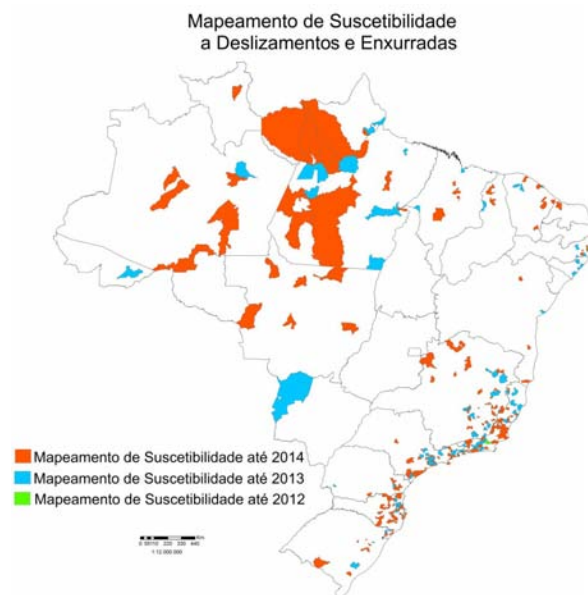 Mapeamento de Suscetibilidade
a Deslizamentos e Enxurradas
Mapeamento de Suscetibilidade até 2014
Mapeamento de Suscetibilidade até 2013
Mapeamento de Suscetibilidade até 2012